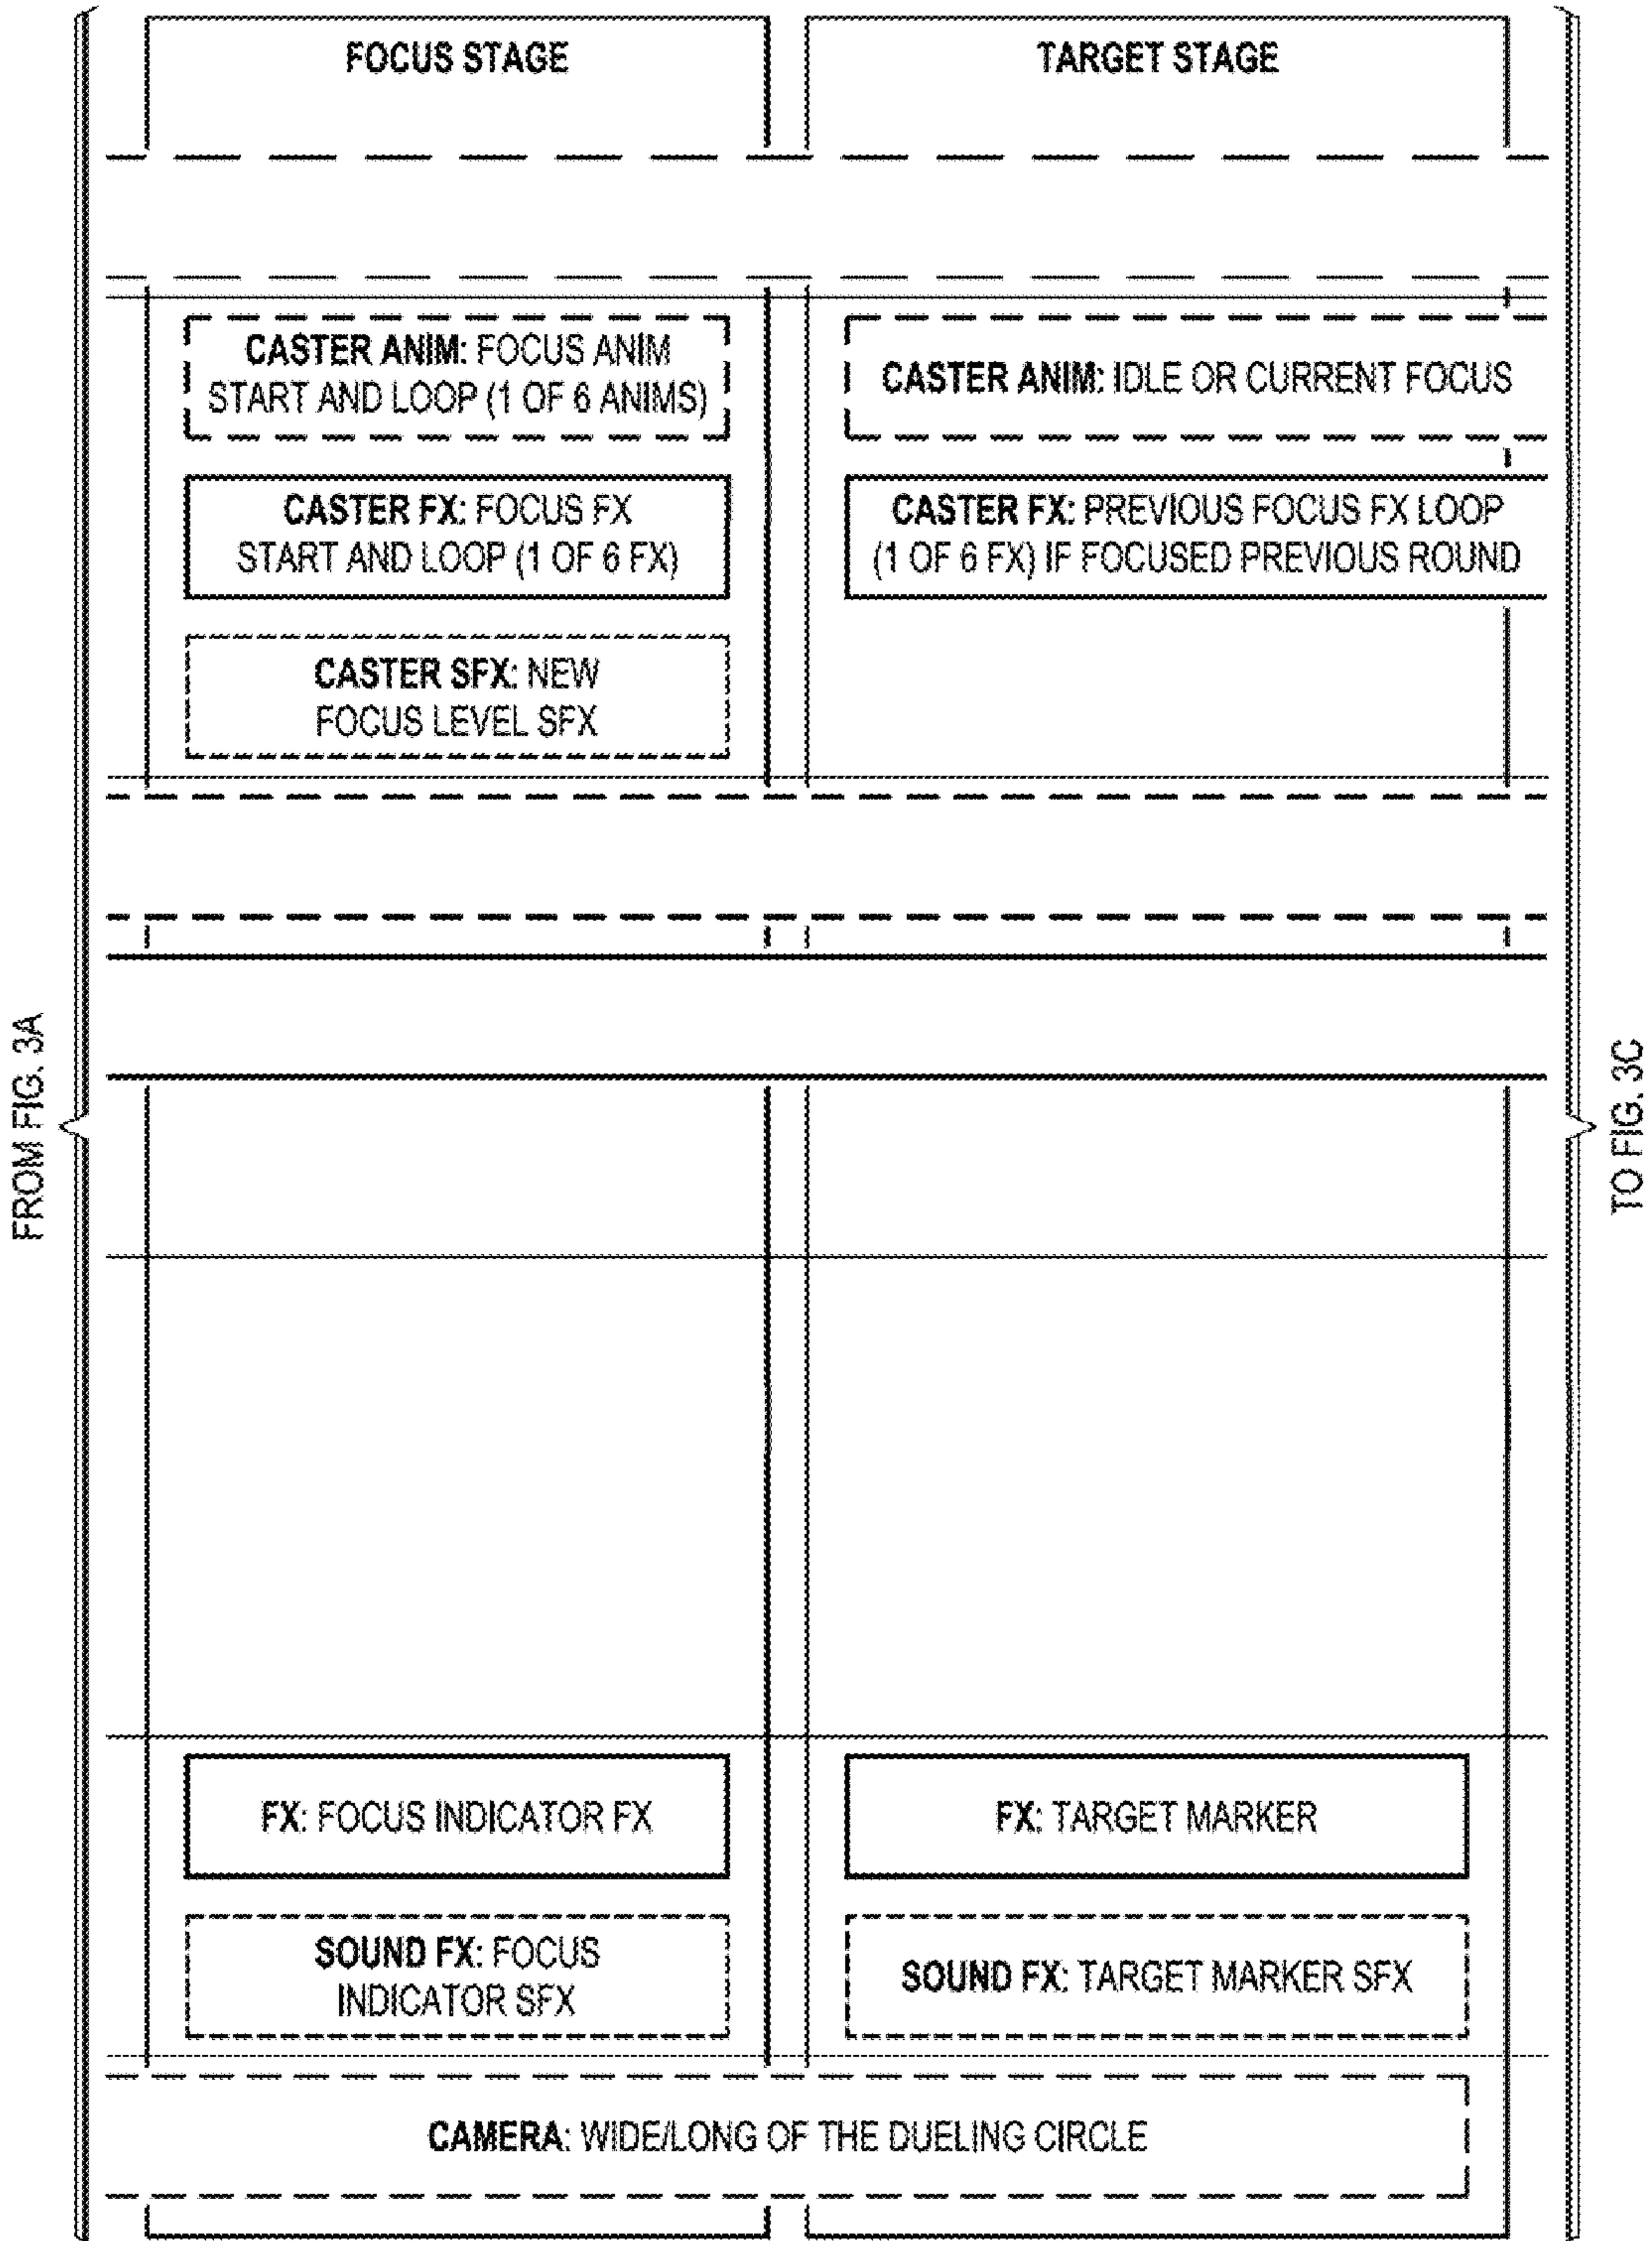 FOCUS STAGE
TARGET STAGE
CASTER ANIM: FOCUS ANIM
START AND LOOP (1 OF 6 ANIMS)
CASTER ANIM: IDLE OR CURRENT FOCUS
CASTER FX: FOCUS FX
START AND LOOP (1 OF 6 FX)
CASTER FX: PREVIOUS FOCUS FX LOOP
(1 OF 6 FX) IF FOCUSED PREVIOUS ROUND
CASTER SFX: NEW
FOCUS LEVEL SFX
FROM FIG. 3A
TO FIG. 3C
FX: FOCUS INDICATOR FX
FX: TARGET MARKER
SOUND FX: FOCUS
INDICATOR SFX
SOUND FX: TARGET MARKER SFX
CAMERA: WIDE/LONG OF THE DUELING CIRCLE